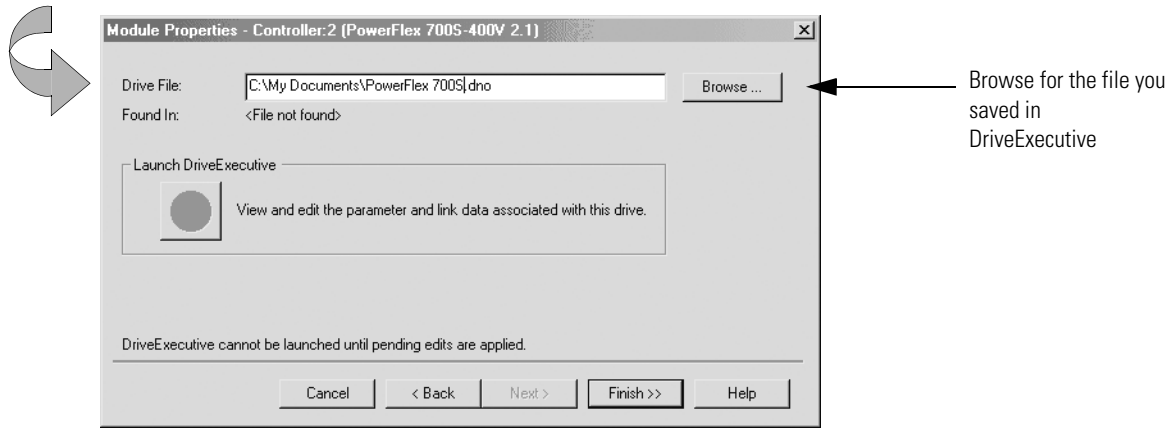 Module Properties - Controller:2 (PowerFlex 700S-400V 2.1)
Drive File:
C:\My Documents\PowerFlex 700S.dno
Browse ...
Found In:
<File not found>
Launch DriveExecutive
View and edit the parameter and link data associated with this drive.
DriveExecutive cannot be launched until pending edits are applied.
Cancel
< Back
Next >
Finish >>
Help
Browse for the file you
saved in
DriveExecutive